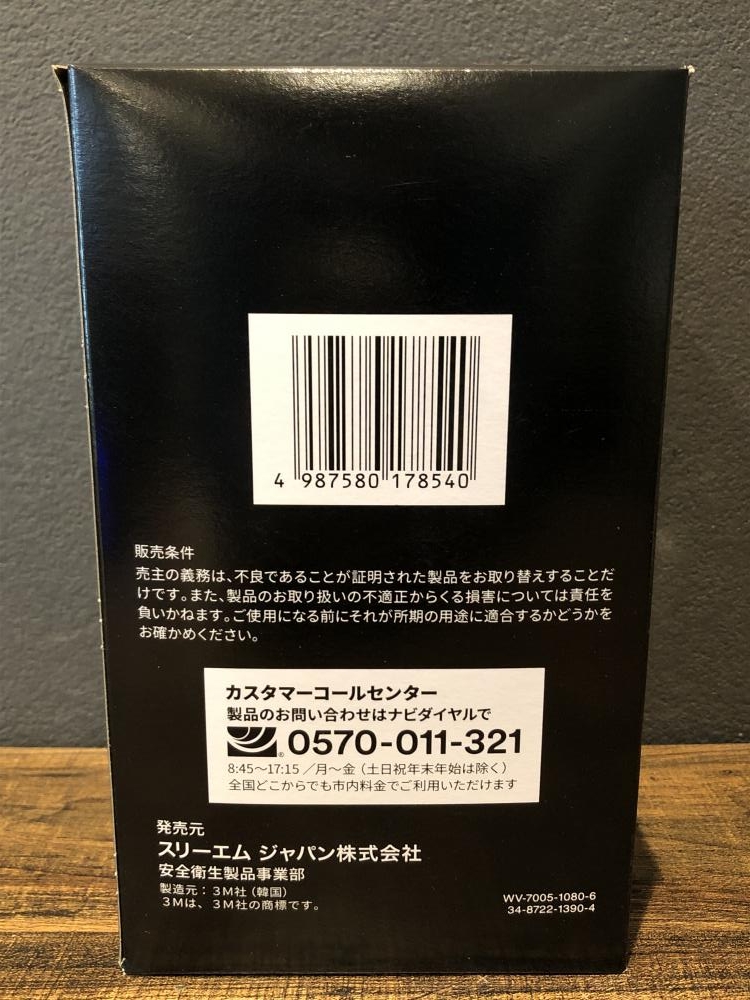 4 987580 178540
販売条件
売主の義務は、不良であることが証明された製品をお取り替えすることだ
けです。また、製品のお取り扱いの不適正からくる損害については責任を
負いかねます。ご使用になる前にそれが所期の用途に適合するかどうかを
お確かめください。
カスタマーコールセンター
製品のお問い合わせはナビダイヤルで
® 0570-011-321
8:45〜17:15／月〜金（土日祝年末年始は除く）
全国どこからでも市内料金でご利用いただけます
発売元
スリーエム ジャパン株式会社
安全衛生製品事業部
製造元：3M社（韓国）
3Mは、3M社の商標です。
WV-7005-1080-6
34-8722-1390-4